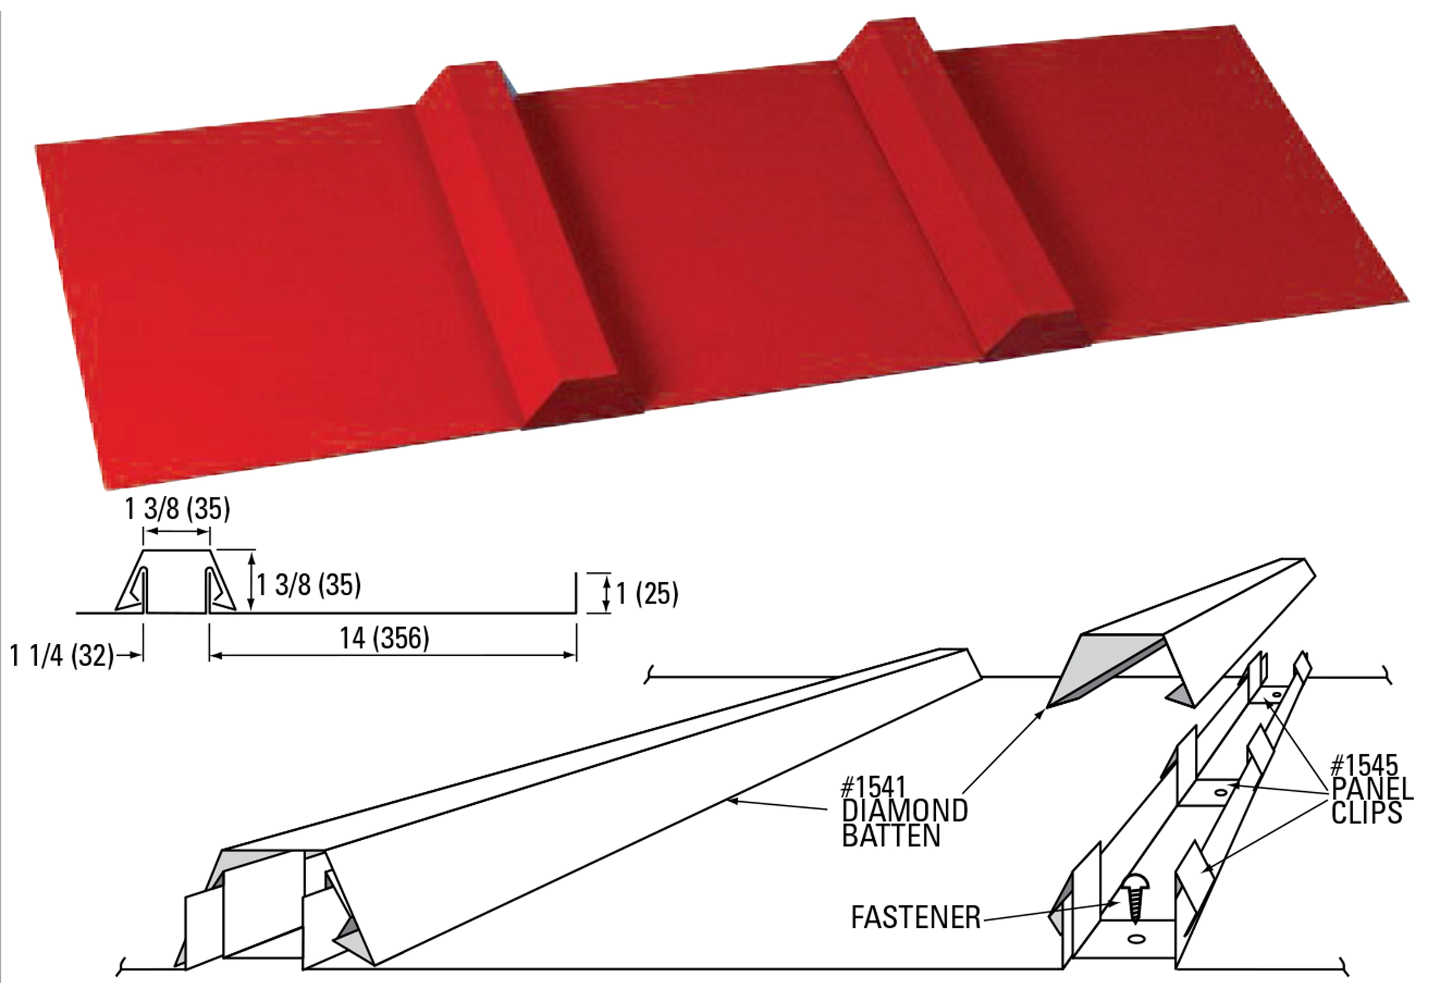 1 3/8 (35)
1 3/8 (35)
1 (25)
14 (356)
1 1/4 (32)
#1541
DIAMOND
BATTEN
#1545
PANEL
CLIPS
FASTENER